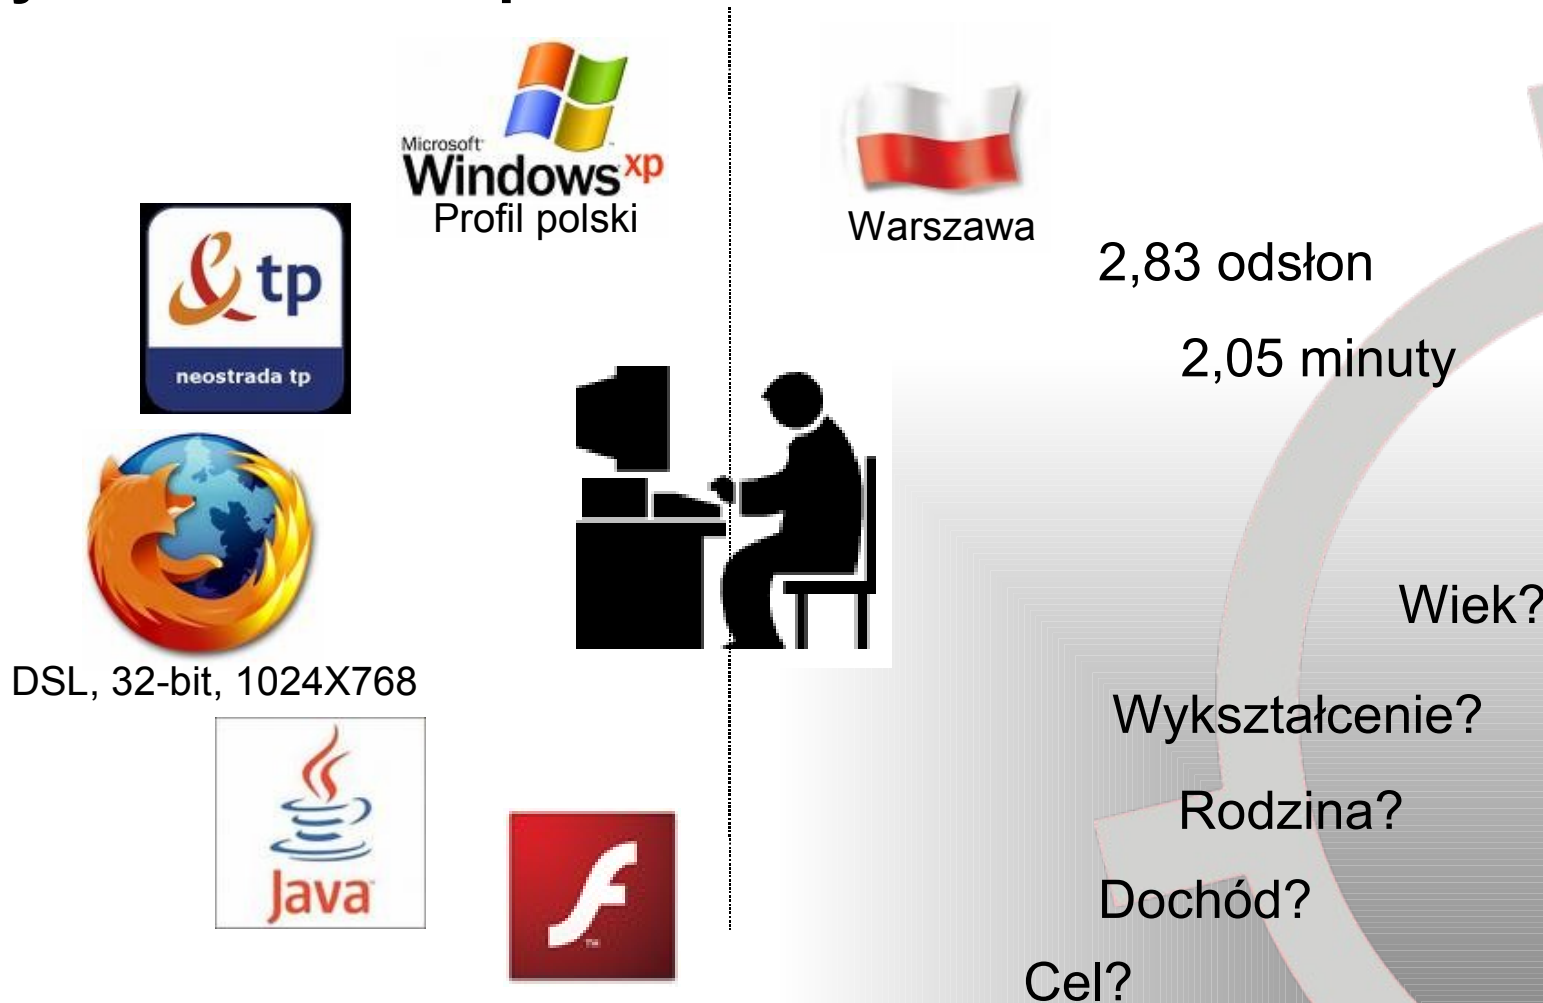 Microsoft
Windows xp
Profil polski
Warszawa
2,83 odsłon
2,05 minuty
tp
neostrada tp
DSL, 32-bit, 1024X768
Java
Wiek?
Wykształcenie?
Rodzina?
Dochód?
Cel?